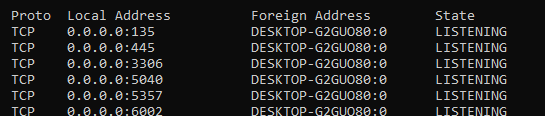 Proto Local Address Foreign Address State
TCP 0.0.0.0:135 DESKTOP-G2GUO80:0 LISTENING
TCP 0.0.0.0:445 DESKTOP-G2GUO80:0 LISTENING
TCP 0.0.0.0:3306 DESKTOP-G2GUO80:0 LISTENING
TCP 0.0.0.0:5040 DESKTOP-G2GUO80:0 LISTENING
TCP 0.0.0.0:5357 DESKTOP-G2GUO80:0 LISTENING
TCP 0.0.0.0:6002 DESKTOP-G2GUO80:0 LISTENING